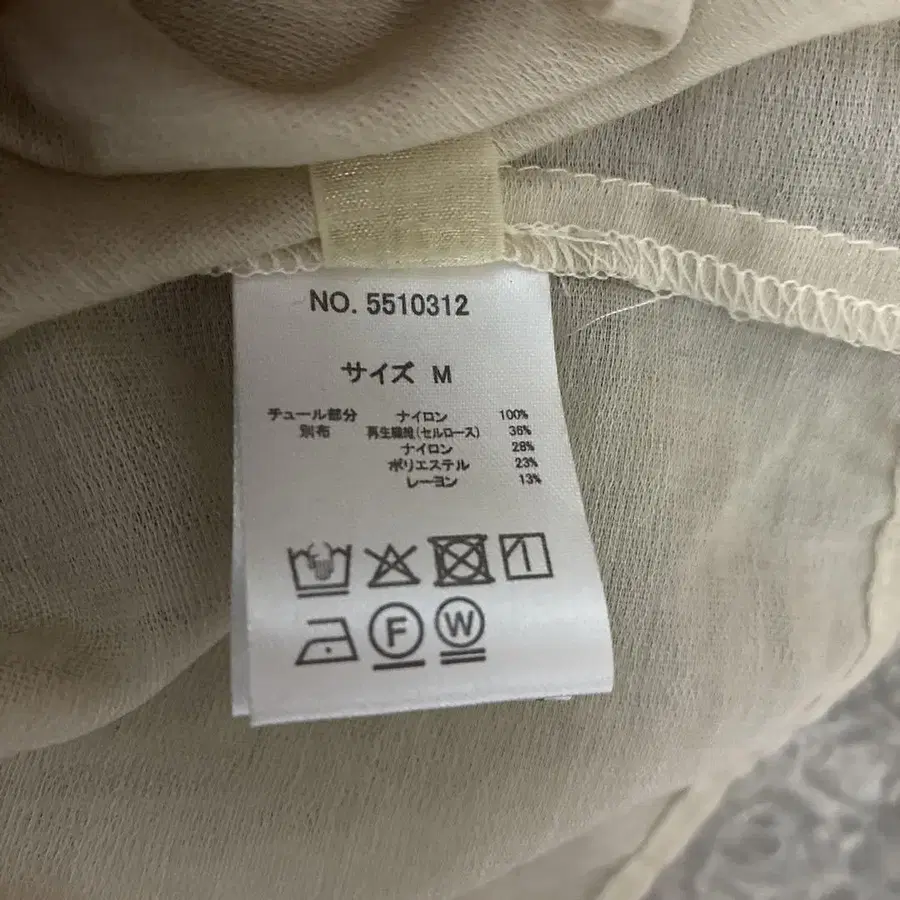 NO. 5510312
サイズ M
チュール部分 ナイロン 100%
別布 再生繊維(セルロース) 36%
ナイロン 28%
ポリエステル 23%
レーヨン 13%
F W